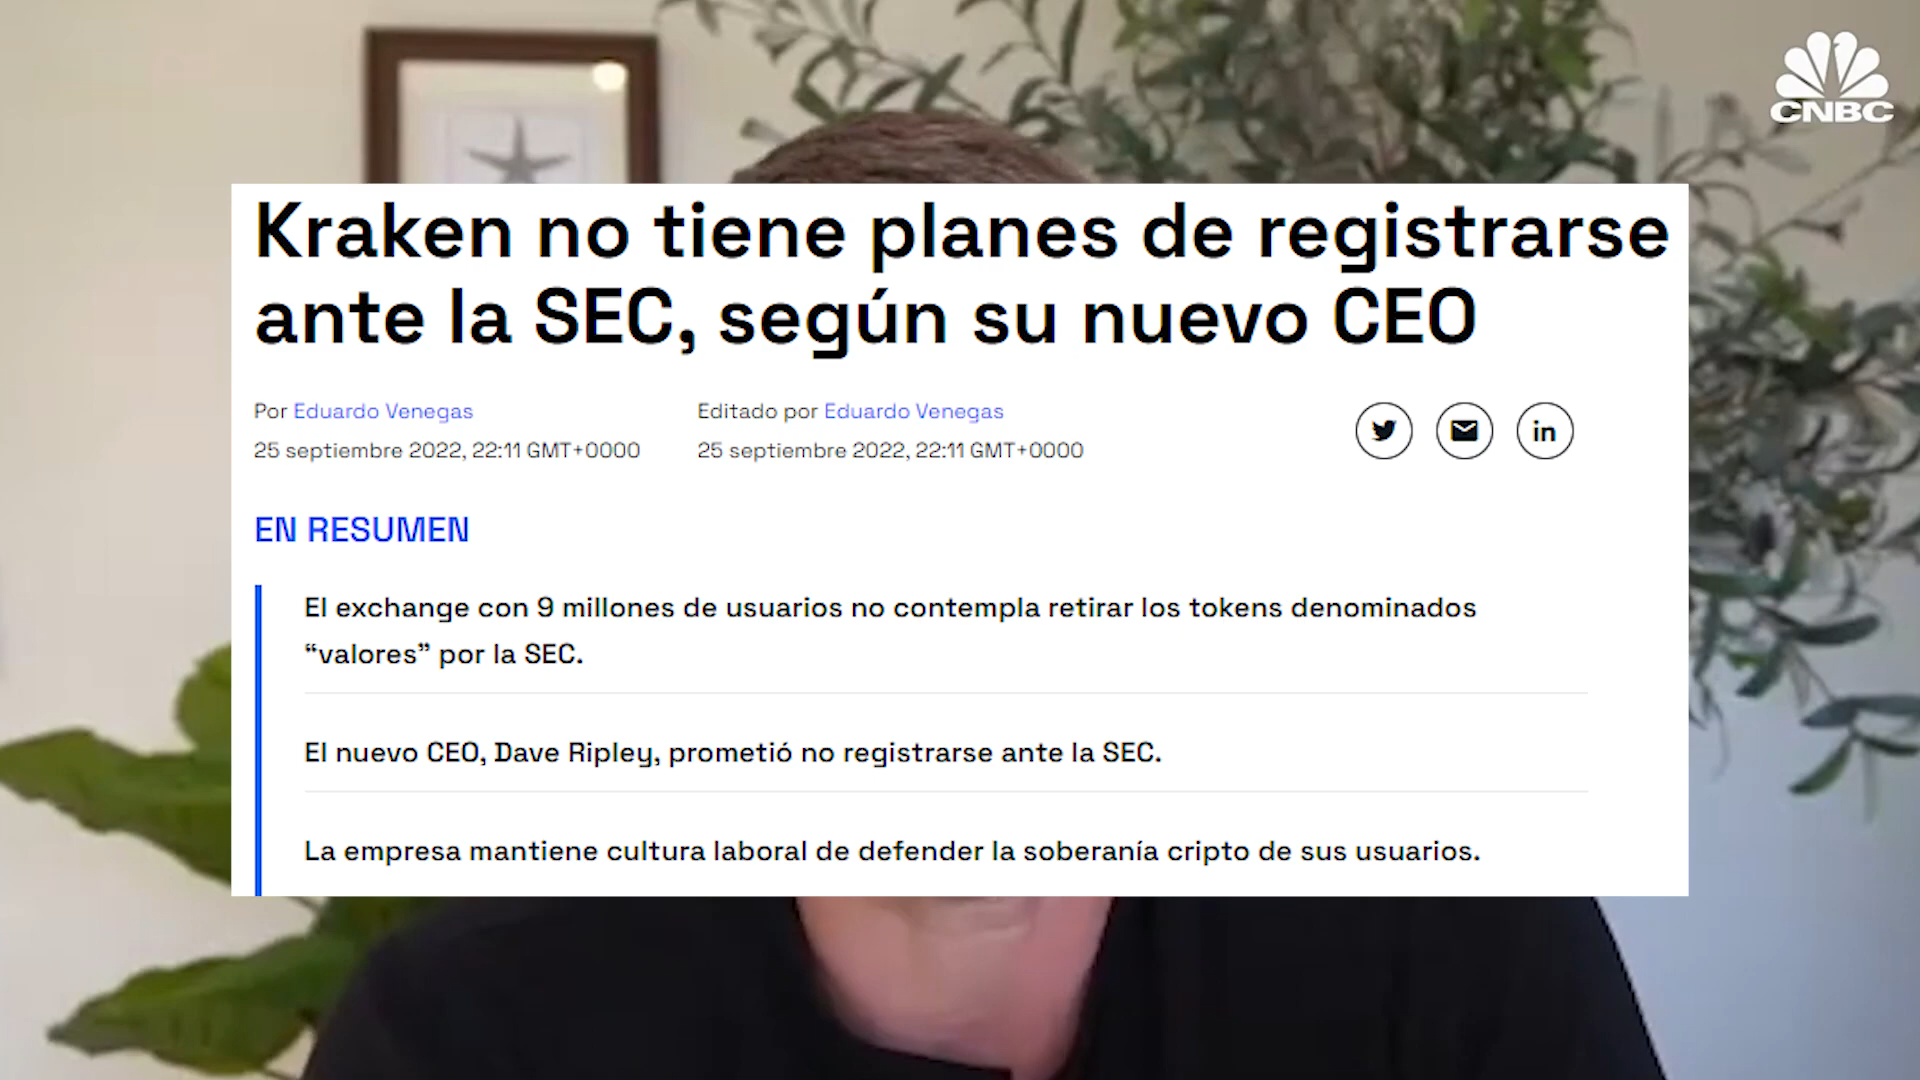 CNBC
Kraken no tiene planes de registrarse
ante la SEC, según su nuevo CEO
Por Eduardo Venegas
Editado por Eduardo Venegas
25 septiembre 2022, 22:11 GMT+0000
25 septiembre 2022, 22:11 GMT+0000
in
EN RESUMEN
El exchange con 9 millones de usuarios no contempla retirar los tokens denominados
“valores” por la SEC.
El nuevo CEO, Dave Ripley, prometió no registrarse ante la SEC.
La empresa mantiene cultura laboral de defender la soberanía cripto de sus usuarios.